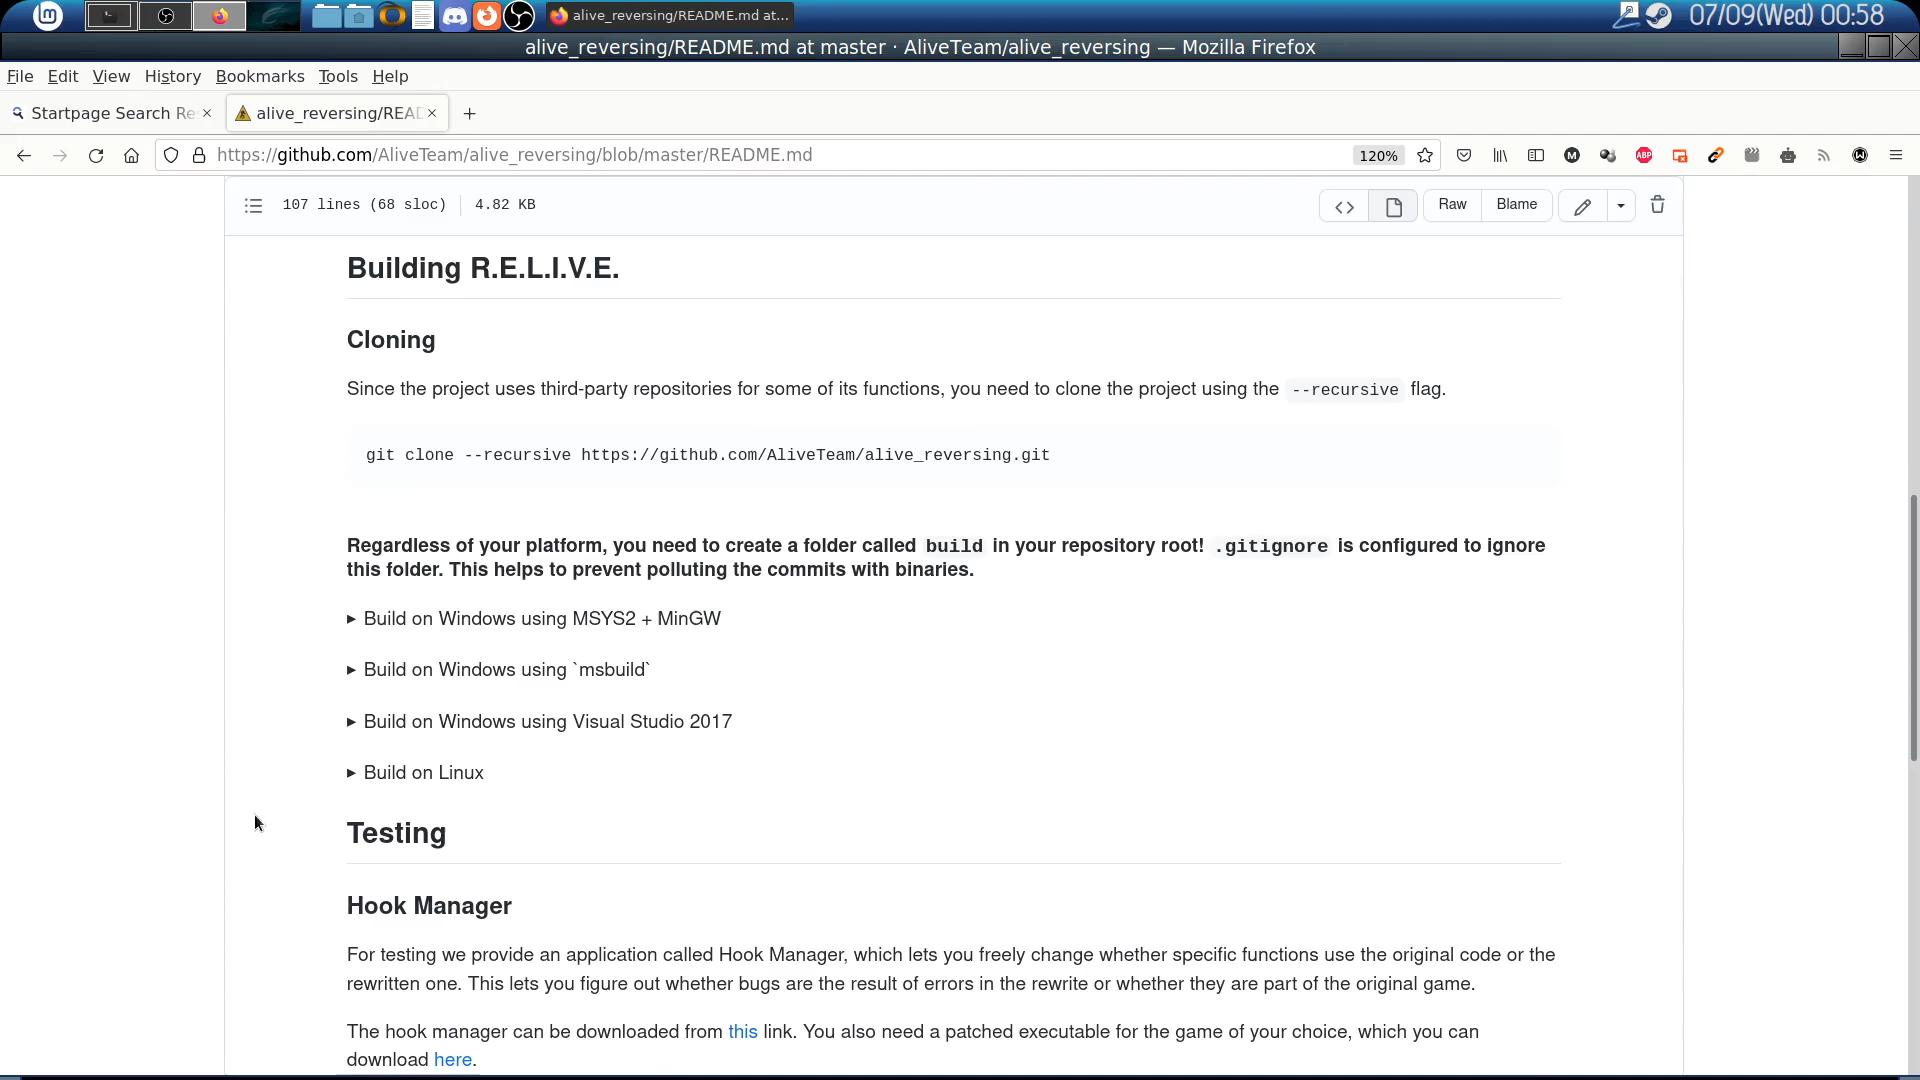 alive_reversing/README.md at...
07/09(Wed) 00:58
alive_reversing/README.md at master · AliveTeam/alive_reversing — Mozilla Firefox
File Edit View History Bookmarks Tools Help
Startpage Search Re
alive_reversing/READ
https://github.com/AliveTeam/alive_reversing/blob/master/README.md
120%
ABP
107 lines (68 sloc) 4.82 KB
Raw Blame
Building R.E.L.I.V.E.
Cloning
Since the project uses third-party repositories for some of its functions, you need to clone the project using the --recursive flag.
git clone --recursive https://github.com/AliveTeam/alive_reversing.git
Regardless of your platform, you need to create a folder called build in your repository root! .gitignore is configured to ignore
this folder. This helps to prevent polluting the commits with binaries.
Build on Windows using MSYS2 + MinGW
Build on Windows using `msbuild`
Build on Windows using Visual Studio 2017
Build on Linux
Testing
Hook Manager
For testing we provide an application called Hook Manager, which lets you freely change whether specific functions use the original code or the
rewritten one. This lets you figure out whether bugs are the result of errors in the rewrite or whether they are part of the original game.
The hook manager can be downloaded from this link. You also need a patched executable for the game of your choice, which you can
download here.